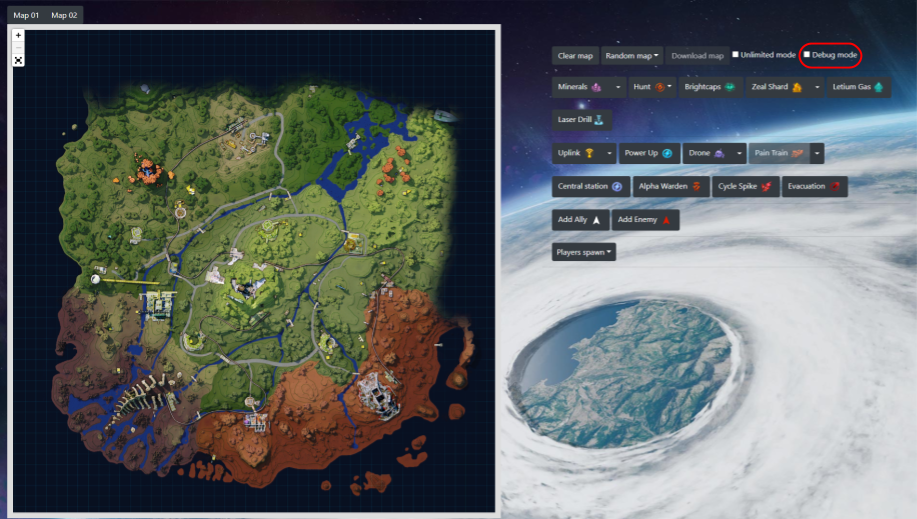 Map 01 Map 02
+
−
Clear map Random map Download map Unlimited mode Debug mode
Minerals Hunt Brightcaps Zeal Shard Letium Gas
Laser Drill
Uplink Power Up Drone Pain Train
Central station Alpha Warden Cycle Spike Evacuation
Add Ally Add Enemy
Players spawn